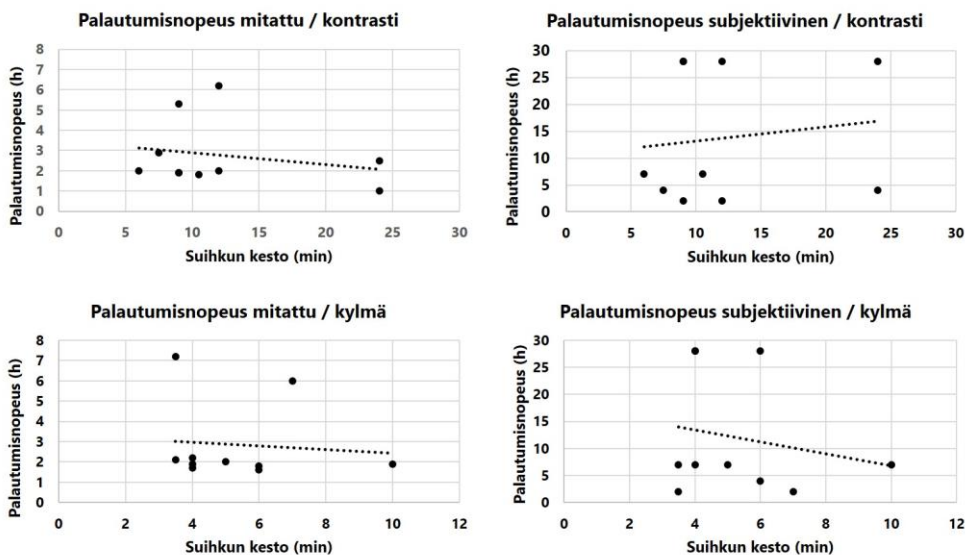 Palautumisnopeus mitattu / kontrasti
Palautumisnopeus (h)
8
7
6
5
4
3
2
1
0
0 5 10 15 20 25 30
Suihkun kesto (min)
Palautumisnopeus subjektiivinen / kontrasti
Palautumisnopeus (h)
30
25
20
15
10
5
0
0 5 10 15 20 25 30
Suihkun kesto (min)
Palautumisnopeus mitattu / kylmä
Palautumisnopeus (h)
8
7
6
5
4
3
2
1
0
0 2 4 6 8 10 12
Suihkun kesto (min)
Palautumisnopeus subjektiivinen / kylmä
Palautumisnopeus (h)
30
25
20
15
10
5
0
0 2 4 6 8 10 12
Suihkun kesto (min)